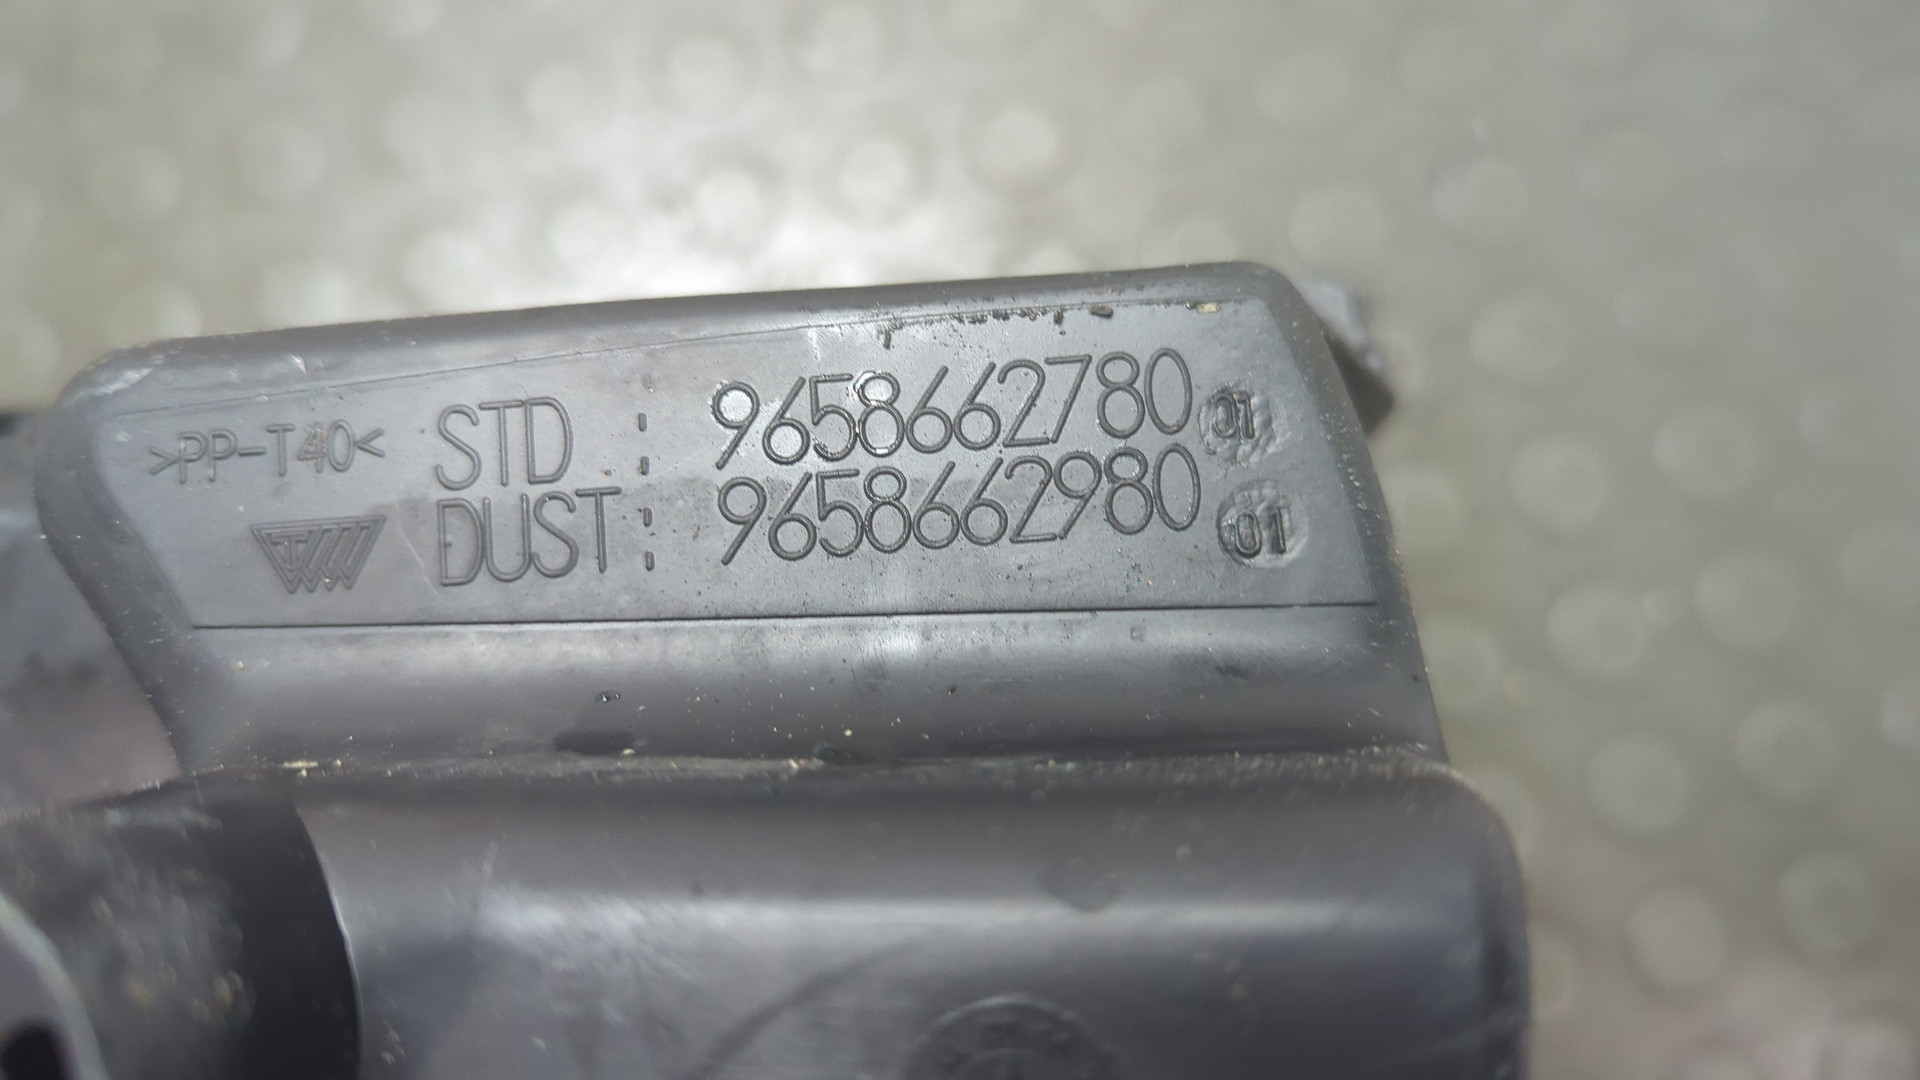 >PP-T40< STD : 9658662780 01
DUST : 9658662980 01